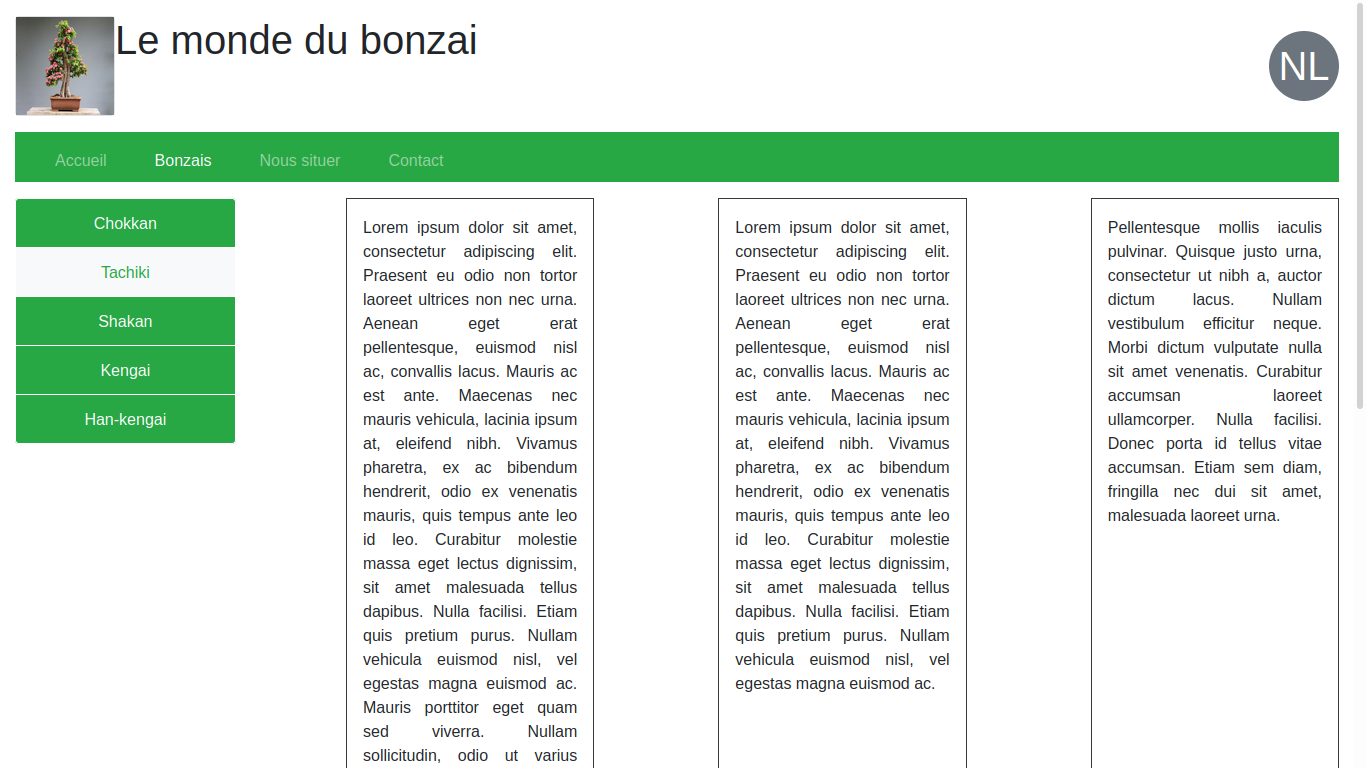 Le monde du bonzai
NL
Accueil
Bonzais
Nous situer
Contact
Chokkan
Tachiki
Shakan
Kengai
Han-kengai
Lorem ipsum dolor sit amet,
consectetur adipiscing elit.
Praesent eu odio non tortor
laoreet ultrices non nec urna.
Aenean eget erat
pellentesque, euismod nisl
ac, convallis lacus. Mauris ac
est ante. Maecenas nec
mauris vehicula, lacinia ipsum
at, eleifend nibh. Vivamus
pharetra, ex ac bibendum
hendrerit, odio ex venenatis
mauris, quis tempus ante leo
id leo. Curabitur molestie
massa eget lectus dignissim,
sit amet malesuada tellus
dapibus. Nulla facilisi. Etiam
quis pretium purus. Nullam
vehicula euismod nisl, vel
egestas magna euismod ac.
Mauris porttitor eget quam
sed viverra. Nullam
sollicitudin, odio ut varius
Lorem ipsum dolor sit amet,
consectetur adipiscing elit.
Praesent eu odio non tortor
laoreet ultrices non nec urna.
Aenean eget erat
pellentesque, euismod nisl
ac, convallis lacus. Mauris ac
est ante. Maecenas nec
mauris vehicula, lacinia ipsum
at, eleifend nibh. Vivamus
pharetra, ex ac bibendum
hendrerit, odio ex venenatis
mauris, quis tempus ante leo
id leo. Curabitur molestie
massa eget lectus dignissim,
sit amet malesuada tellus
dapibus. Nulla facilisi. Etiam
quis pretium purus. Nullam
vehicula euismod nisl, vel
egestas magna euismod ac.
Pellentesque mollis iaculis
pulvinar. Quisque justo urna,
consectetur ut nibh a, auctor
dictum lacus. Nullam
vestibulum efficitur neque.
Morbi dictum vulputate nulla
sit amet venenatis. Curabitur
accumsan laoreet
ullamcorper. Nulla facilisi.
Donec porta id tellus vitae
accumsan. Etiam sem diam,
fringilla nec dui sit amet,
malesuada laoreet urna.